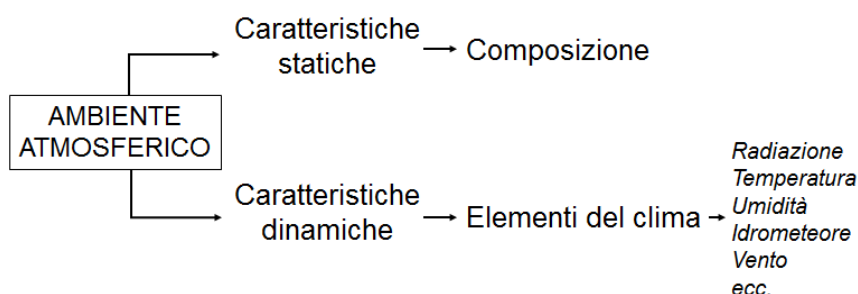 Caratteristiche
statiche
Composizione
AMBIENTE
ATMOSFERICO
Caratteristiche
dinamiche
Elementi del clima
Radiazione
Temperatura
Umidità
Idrometeore
Vento
ecc.